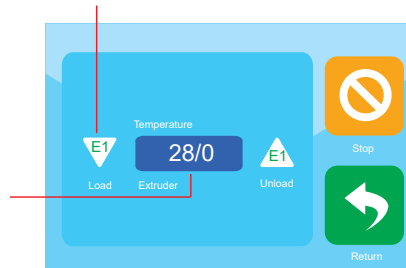 Temperature
E1
28/0
E1
Load
Extruder
Unload
Stop
Return